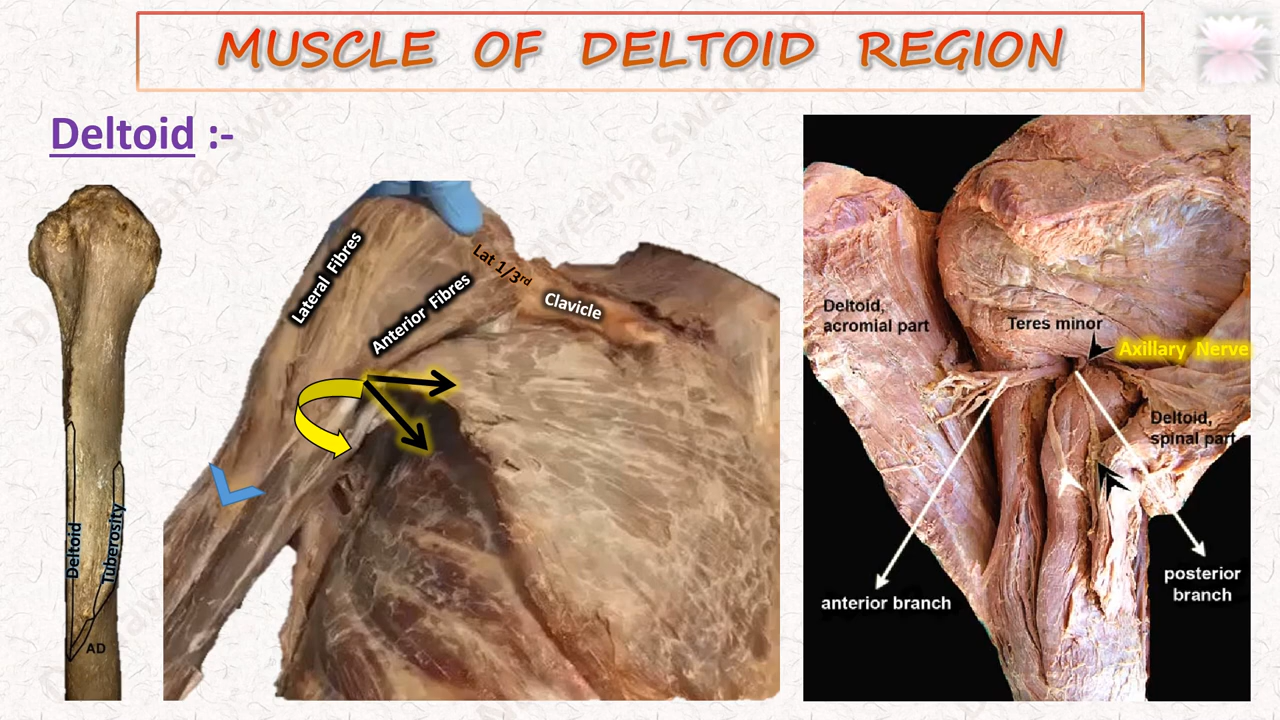 MUSCLE OF DELTOID REGION
Deltoid :-
Deltoid
Tuberosity
AD
Lateral Fibres
Anterior Fibres
Lat 1/3rd
Clavicle
Deltoid,
acromial part
Teres minor
Axillary Nerve
Deltoid,
spinal part
anterior branch
posterior
branch